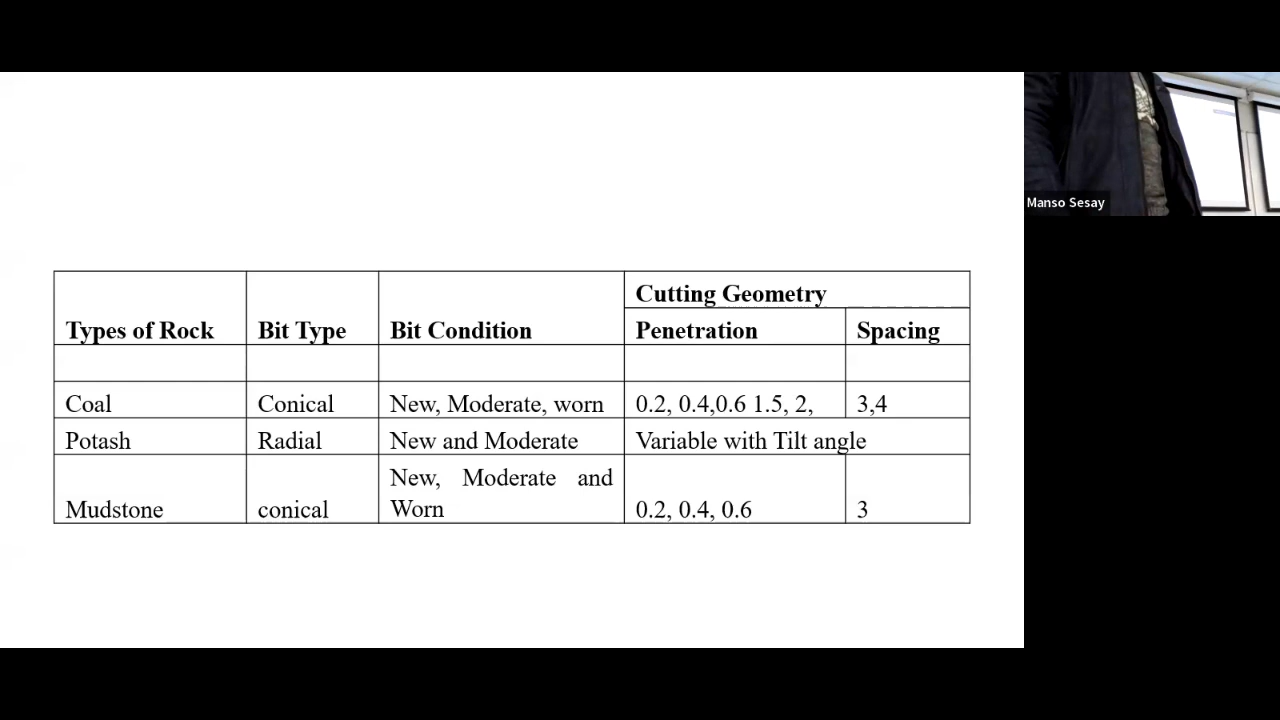 Cutting Geometry
Types of Rock Bit Type Bit Condition Penetration Spacing
Coal Conical New, Moderate, worn 0.2, 0.4,0.6 1.5, 2, 3,4
Potash Radial New and Moderate Variable with Tilt angle
New, Moderate and
Mudstone conical Worn 0.2, 0.4, 0.6 3
Manso Sesay